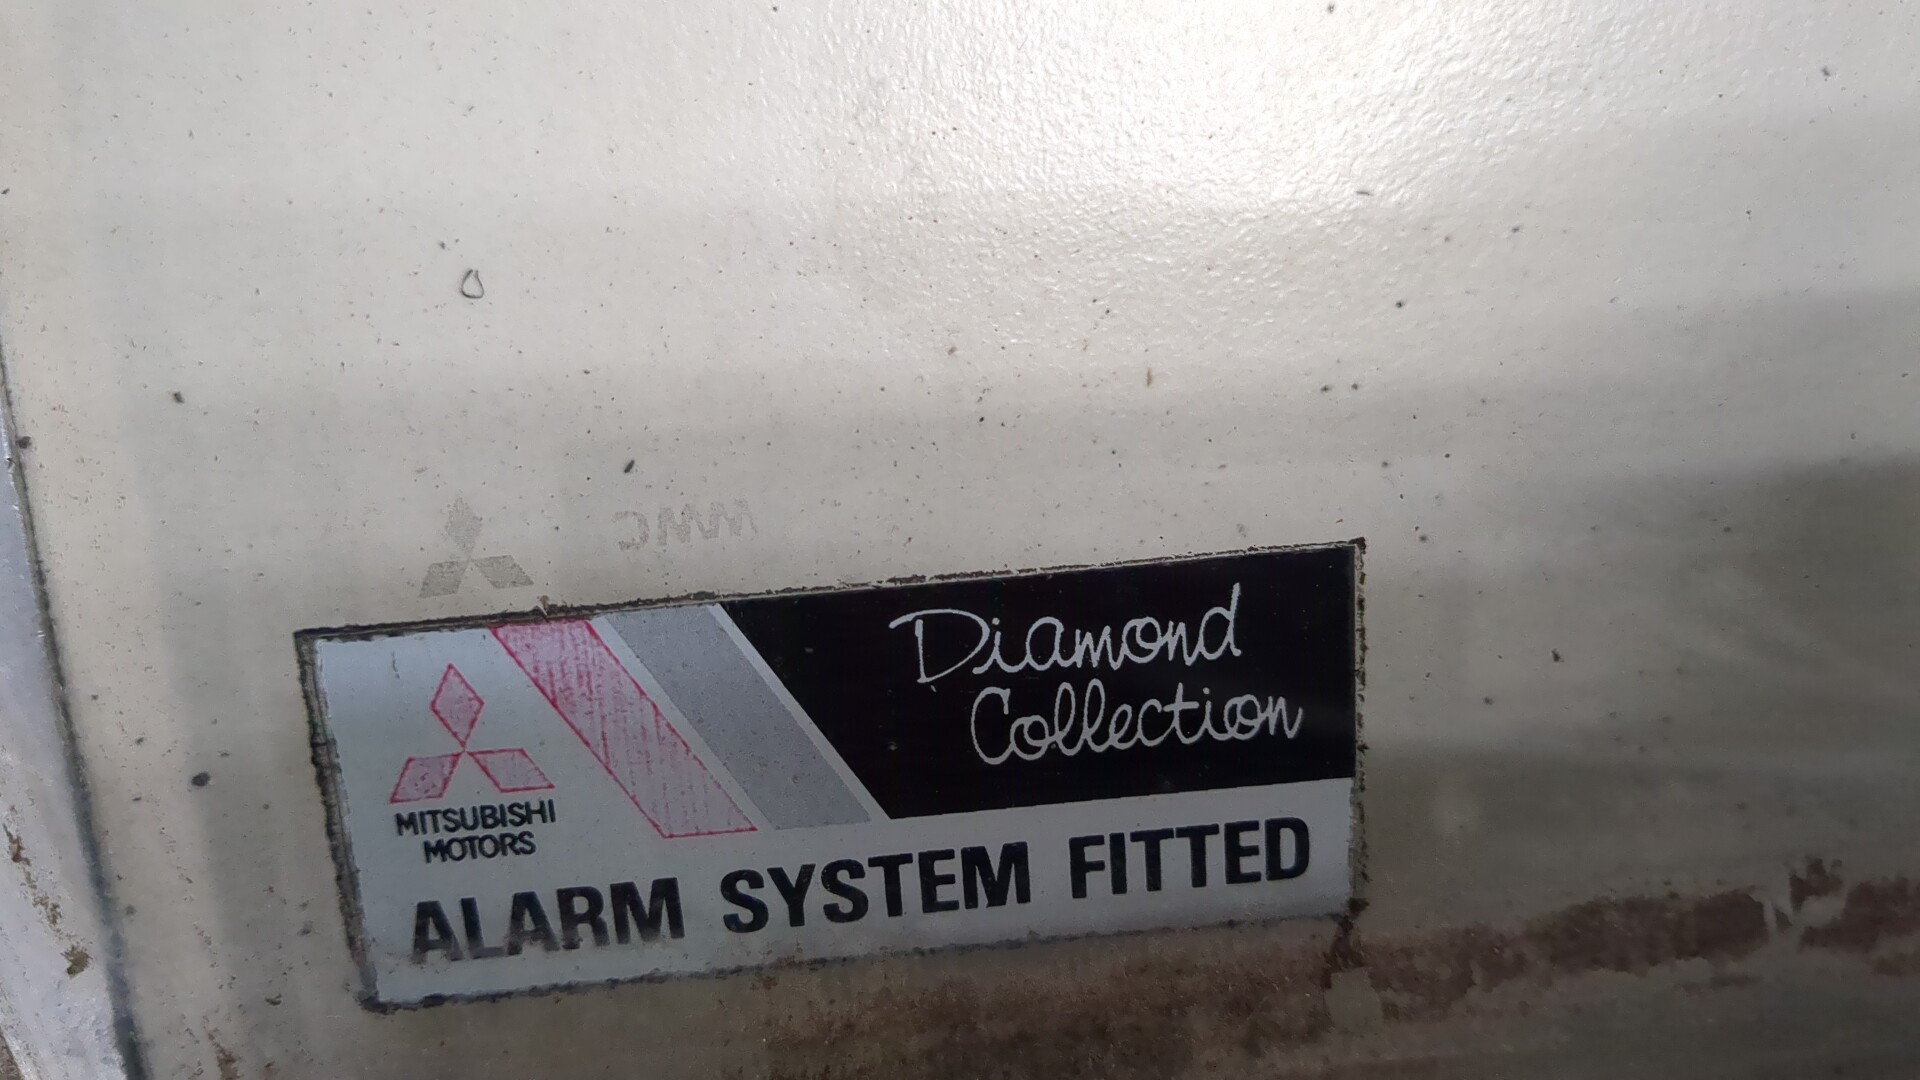 MMC
Diamond
Collection
MITSUBISHI
MOTORS
ALARM SYSTEM FITTED